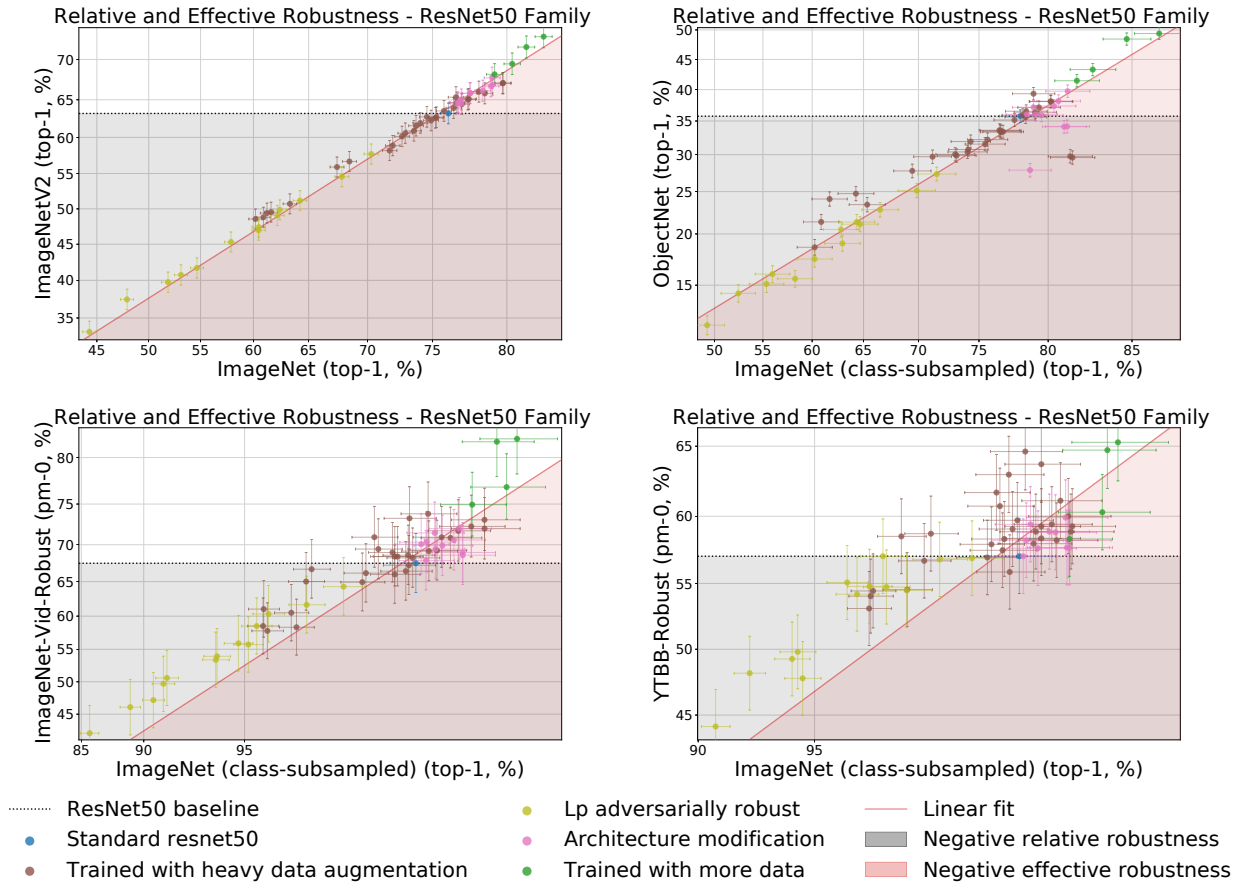 Relative and Effective Robustness - ResNet50 Family
ImageNetV2 (top-1, %)
70
65
60
55
50
45
40
35
45
50
55
60
65
70
75
80
ImageNet (top-1, %)
Relative and Effective Robustness - ResNet50 Family
ObjectNet (top-1, %)
50
45
40
35
30
25
20
15
50
55
60
65
70
75
80
85
ImageNet (class-subsampled) (top-1, %)
Relative and Effective Robustness - ResNet50 Family
ImageNet-Vid-Robust (pm-0, %)
80
75
70
65
60
55
50
45
85
90
95
ImageNet (class-subsampled) (top-1, %)
Relative and Effective Robustness - ResNet50 Family
YTBB-Robust (pm-0, %)
65
60
55
50
45
90
95
ImageNet (class-subsampled) (top-1, %)
ResNet50 baseline
Standard resnet50
Trained with heavy data augmentation
Lp adversarially robust
Architecture modification
Trained with more data
Linear fit
Negative relative robustness
Negative effective robustness